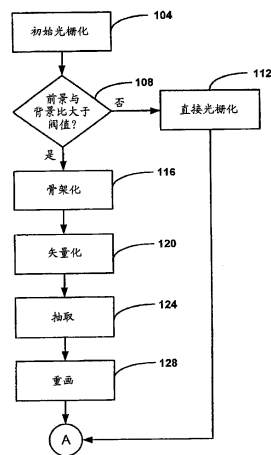 初始光栅化
104
前景与
背景比大于
阀值?
108
否
112
直接光栅化
是
骨架化
116
矢量化
120
抽取
124
重画
128
A